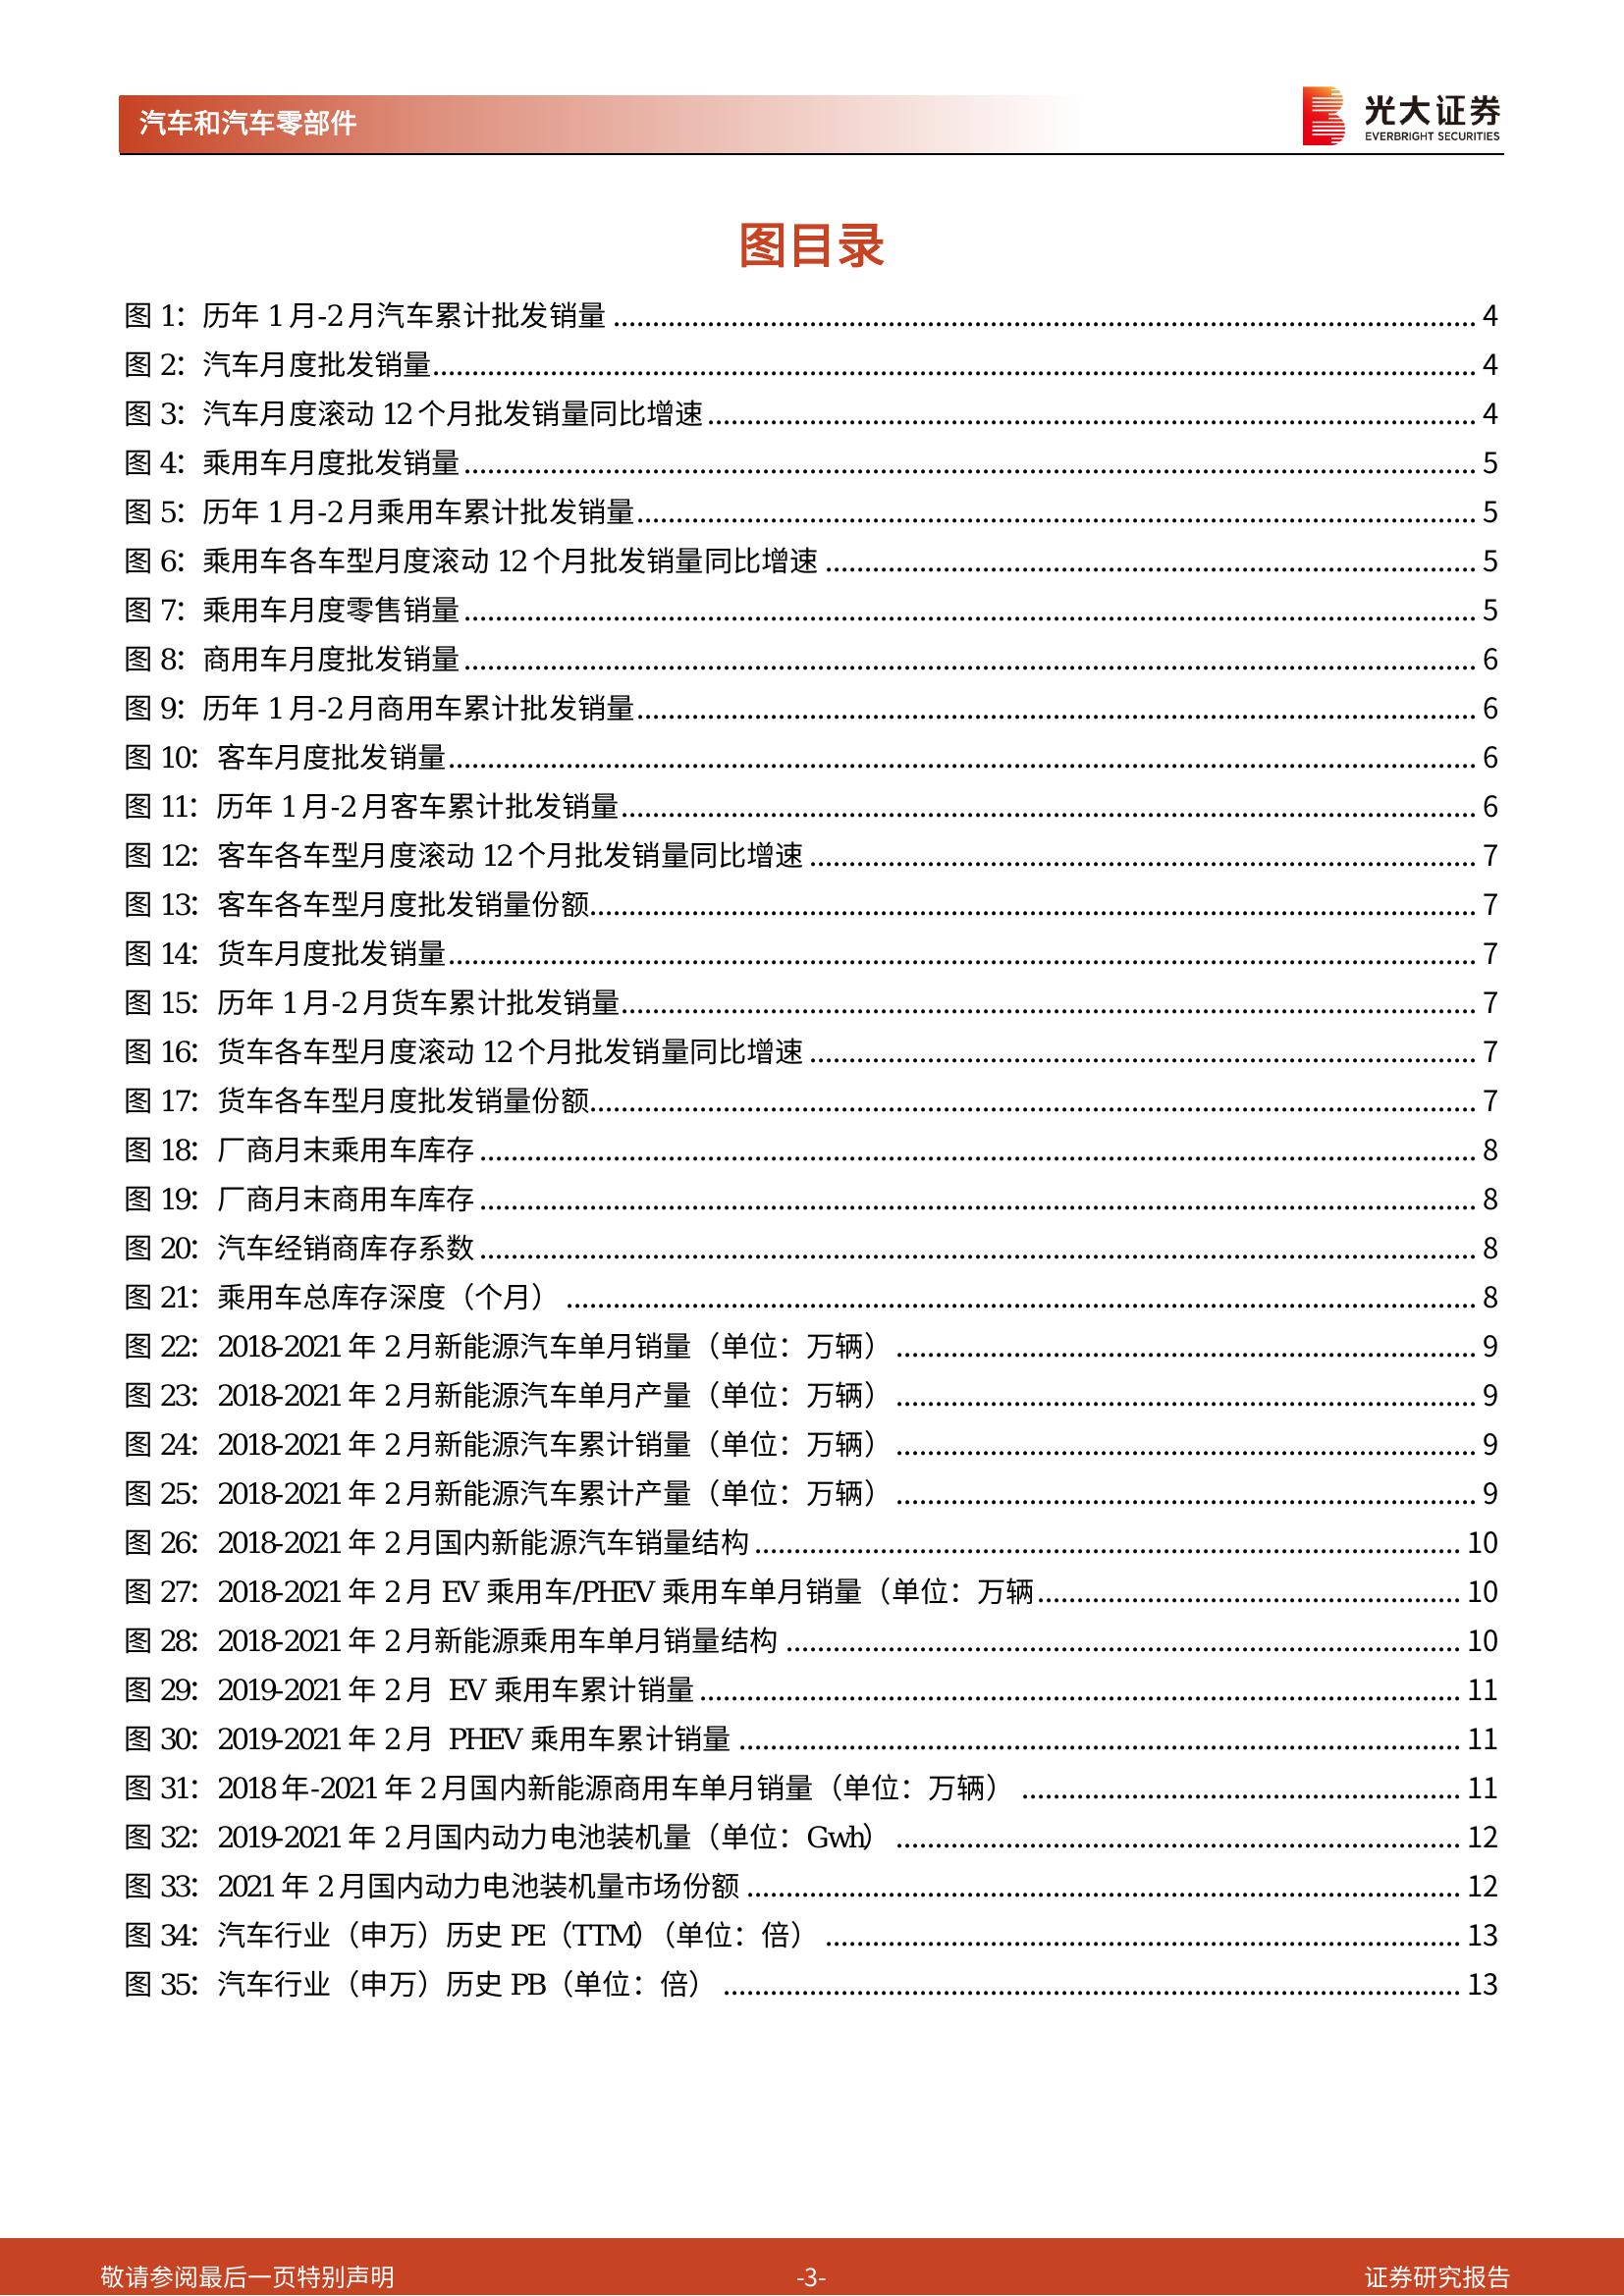 汽车和汽车零部件
光大证券
EVERBRIGHT SECURITIES
图目录
图 1：历年 1 月-2 月汽车累计批发销量 4
图 2：汽车月度批发销量 4
图 3：汽车月度滚动 12 个月批发销量同比增速 4
图 4：乘用车月度批发销量 5
图 5：历年 1 月-2 月乘用车累计批发销量 5
图 6：乘用车各车型月度滚动 12 个月批发销量同比增速 5
图 7：乘用车月度零售销量 5
图 8：商用车月度批发销量 6
图 9：历年 1 月-2 月商用车累计批发销量 6
图 10：客车月度批发销量 6
图 11：历年 1 月-2 月客车累计批发销量 6
图 12：客车各车型月度滚动 12 个月批发销量同比增速 7
图 13：客车各车型月度批发销量份额 7
图 14：货车月度批发销量 7
图 15：历年 1 月-2 月货车累计批发销量 7
图 16：货车各车型月度滚动 12 个月批发销量同比增速 7
图 17：货车各车型月度批发销量份额 7
图 18：厂商月末乘用车库存 8
图 19：厂商月末商用车库存 8
图 20：汽车经销商库存系数 8
图 21：乘用车总库存深度（个月） 8
图 22：2018-2021 年 2 月新能源汽车单月销量（单位：万辆） 9
图 23：2018-2021 年 2 月新能源汽车单月产量（单位：万辆） 9
图 24：2018-2021 年 2 月新能源汽车累计销量（单位：万辆） 9
图 25：2018-2021 年 2 月新能源汽车累计产量（单位：万辆） 9
图 26：2018-2021 年 2 月国内新能源汽车销量结构 10
图 27：2018-2021 年 2 月 EV 乘用车/PHEV 乘用车单月销量（单位：万辆 10
图 28：2018-2021 年 2 月新能源乘用车单月销量结构 10
图 29：2019-2021 年 2 月 EV 乘用车累计销量 11
图 30：2019-2021 年 2 月 PHEV 乘用车累计销量 11
图 31：2018 年-2021 年 2 月国内新能源商用车单月销量（单位：万辆） 11
图 32：2019-2021 年 2 月国内动力电池装机量（单位：Gwh） 12
图 33：2021 年 2 月国内动力电池装机量市场份额 12
图 34：汽车行业（申万）历史 PE（TTM）（单位：倍） 13
图 35：汽车行业（申万）历史 PB（单位：倍） 13
敬请参阅最后一页特别声明 -3- 证券研究报告